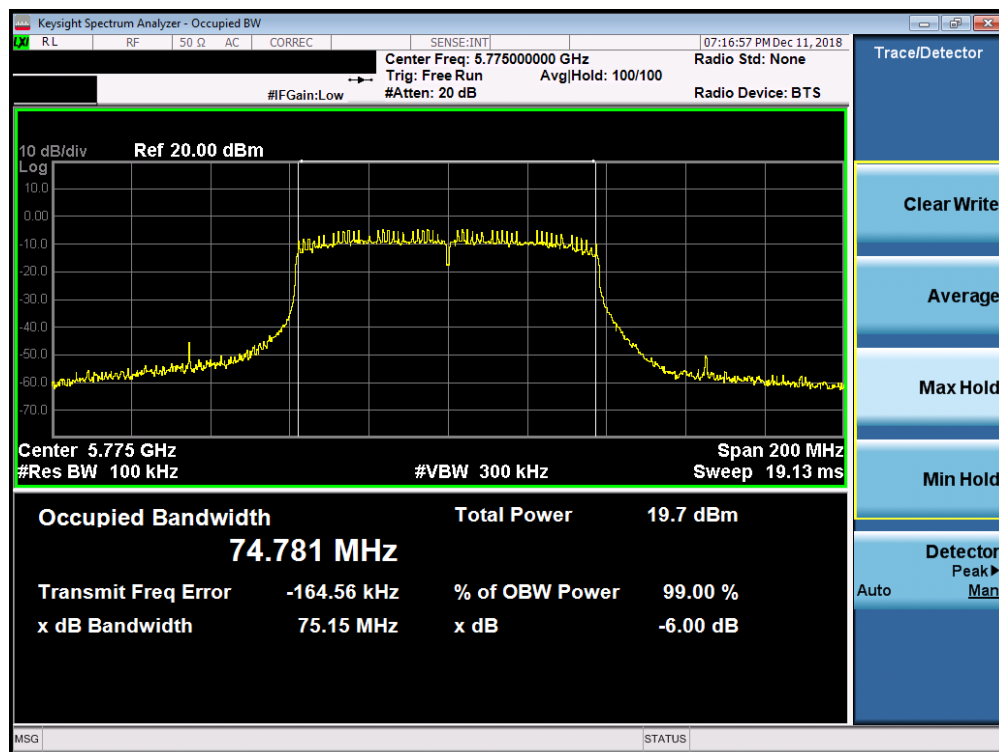 Keysight Spectrum Analyzer - Occupied BW
LXI RL RF 50 Ω AC CORREC SENSE:INT 07:16:57 PM Dec 11, 2018
Center Freq: 5.775000000 GHz Radio Std: None
Trig: Free Run Avg|Hold: 100/100
#IFGain:Low #Atten: 20 dB Radio Device: BTS
10 dB/div Ref 20.00 dBm
Log
10.0
0.00
-10.0
-20.0
-30.0
-40.0
-50.0
-60.0
-70.0
Center 5.775 GHz Span 200 MHz
#Res BW 100 kHz #VBW 300 kHz Sweep 19.13 ms
Occupied Bandwidth Total Power 19.7 dBm
74.781 MHz
Transmit Freq Error -164.56 kHz % of OBW Power 99.00 %
x dB Bandwidth 75.15 MHz x dB -6.00 dB
MSG STATUS
Trace/Detector
Clear Write
Average
Max Hold
Min Hold
Detector
Peak
Auto Man